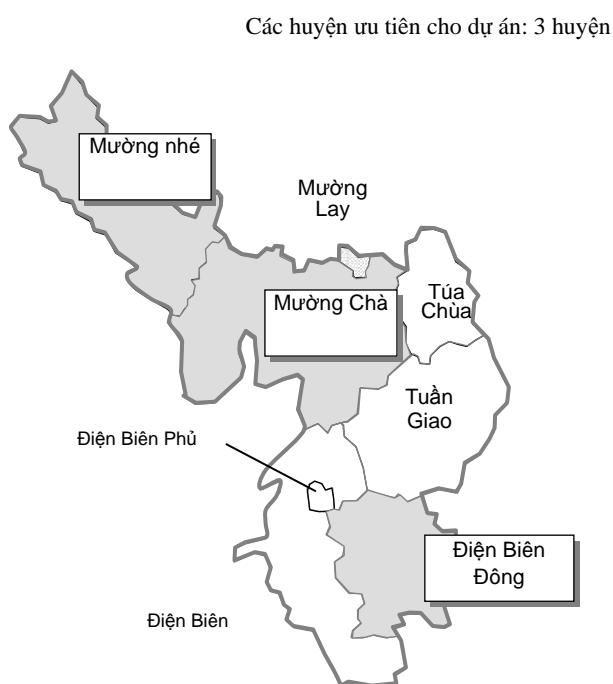 Các huyện ưu tiên cho dự án: 3 huyện
Mường nhé
Mường
Lay
Mường Chà
Túa
Chùa
Tuần
Giao
Điện Biên Phủ
Điện Biên
Đông
Điện Biên